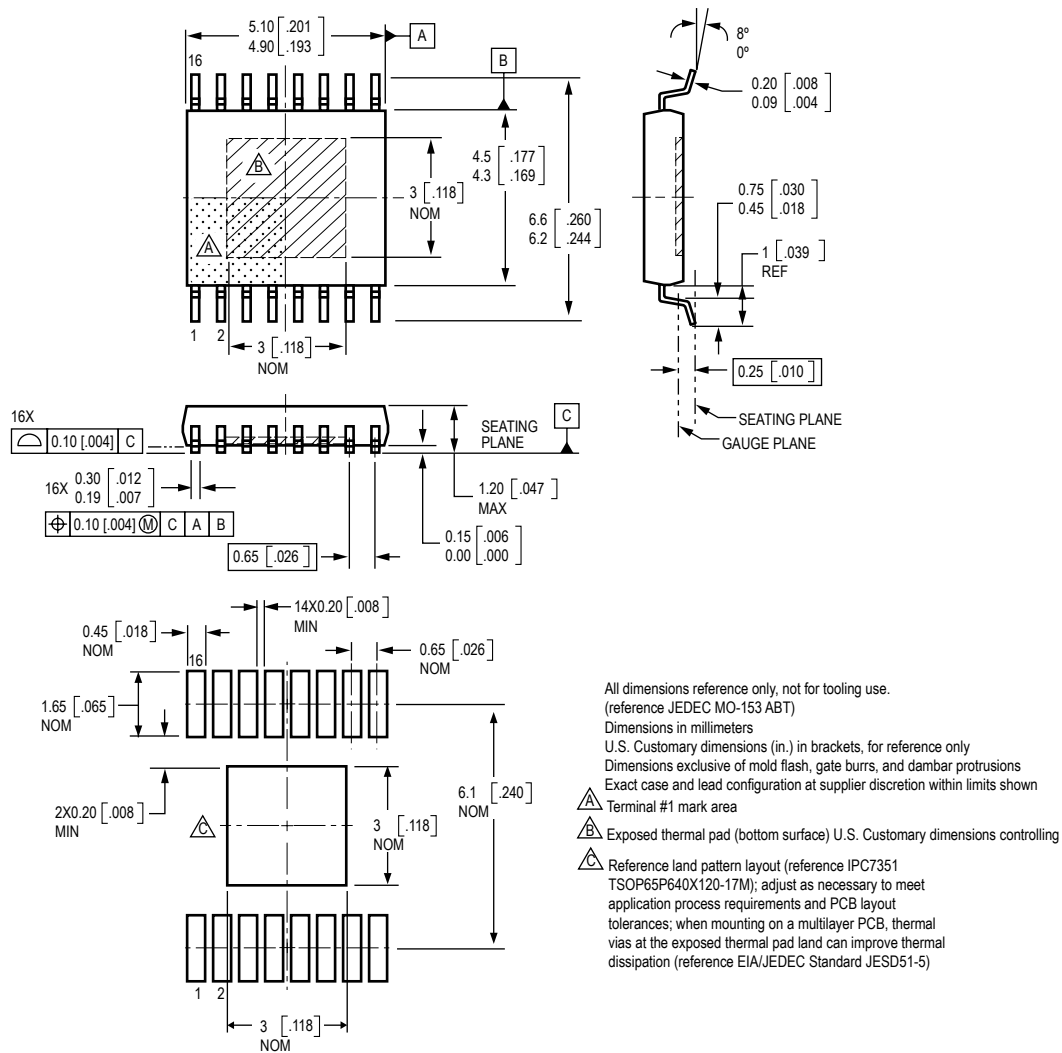 5.10 [.201]
4.90 [.193]
A
16
B
8º
0º
0.20 [.008]
0.09 [.004]
B
4.5 [.177]
4.3 [.169]
3 [.118]
NOM
6.6 [.260]
6.2 [.244]
0.75 [.030]
0.45 [.018]
1 [.039]
REF
A
1 2
3 [.118]
NOM
0.25 [.010]
SEATING PLANE
GAUGE PLANE
16X
0.10 [.004] C
SEATING
PLANE
C
16X 0.30 [.012]
0.19 [.007]
1.20 [.047]
MAX
0.10 [.004] Ⓜ C A B
0.15 [.006]
0.00 [.000]
0.65 [.026]
14X0.20 [.008]
MIN
0.45 [.018]
NOM
0.65 [.026]
NOM
16
1.65 [.065]
NOM
6.1 [.240]
NOM
2X0.20 [.008]
MIN
C
3 [.118]
NOM
1 2
3 [.118]
NOM
All dimensions reference only, not for tooling use.
(reference JEDEC MO-153 ABT)
Dimensions in millimeters
U.S. Customary dimensions (in.) in brackets, for reference only
Dimensions exclusive of mold flash, gate burrs, and dambar protrusions
Exact case and lead configuration at supplier discretion within limits shown
A Terminal #1 mark area
B Exposed thermal pad (bottom surface) U.S. Customary dimensions controlling
C Reference land pattern layout (reference IPC7351
TSOP65P640X120-17M); adjust as necessary to meet
application process requirements and PCB layout
tolerances; when mounting on a multilayer PCB, thermal
vias at the exposed thermal pad land can improve thermal
dissipation (reference EIA/JEDEC Standard JESD51-5)